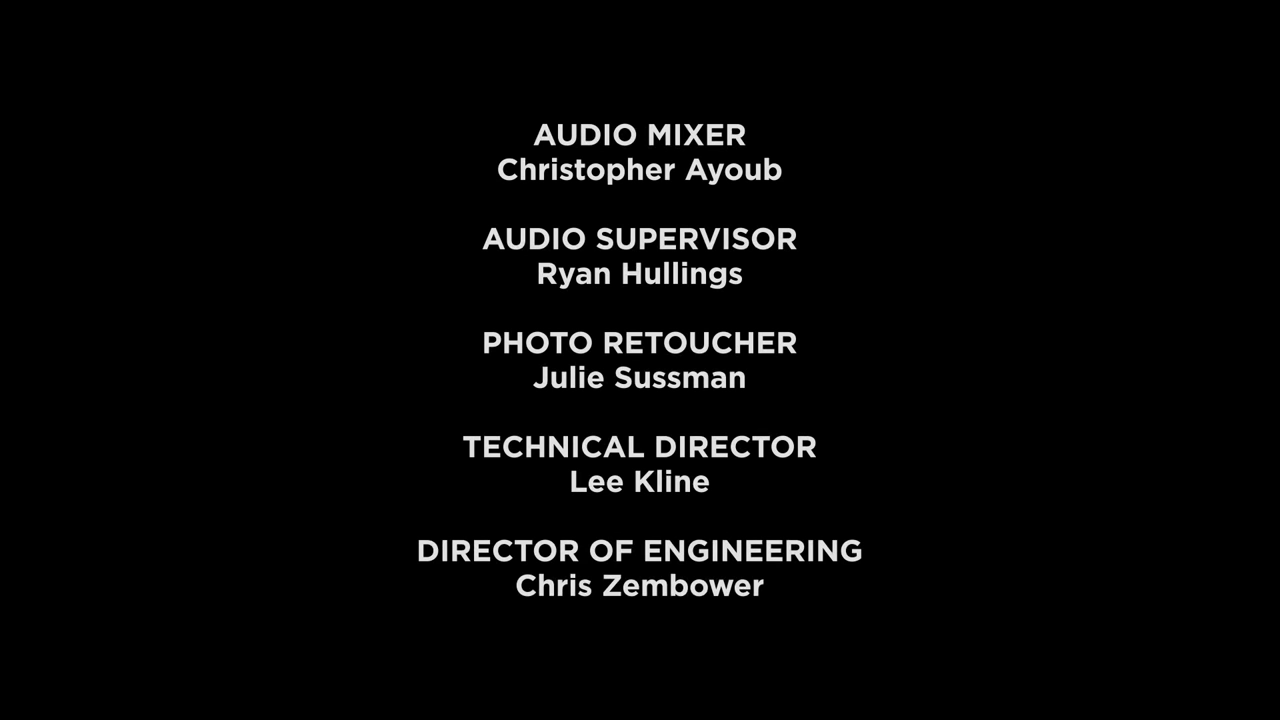 AUDIO MIXER
Christopher Ayoub
AUDIO SUPERVISOR
Ryan Hullings
PHOTO RETOUCHER
Julie Sussman
TECHNICAL DIRECTOR
Lee Kline
DIRECTOR OF ENGINEERING
Chris Zembower